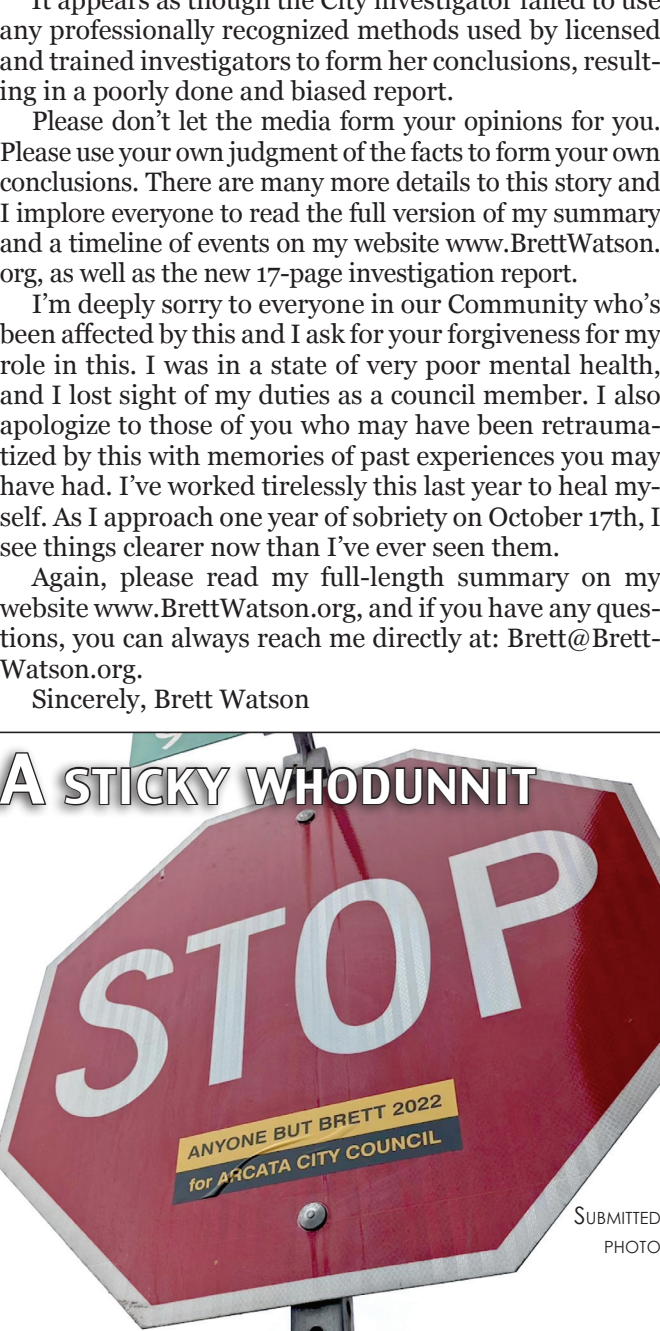 It appears as though the City investigator failed to use
any professionally recognized methods used by licensed
and trained investigators to form her conclusions, result-
ing in a poorly done and biased report.
Please don't let the media form your opinions for you.
Please use your own judgment of the facts to form your own
conclusions. There are many more details to this story and
I implore everyone to read the full version of my summary
and a timeline of events on my website www.BrettWatson.
org, as well as the new 17-page investigation report.
I'm deeply sorry to everyone in our Community who's
been affected by this and I ask for your forgiveness for my
role in this. I was in a state of very poor mental health,
and I lost sight of my duties as a council member. I also
apologize to those of you who may have been retrauma-
tized by this with memories of past experiences you may
have had. I've worked tirelessly this last year to heal my-
self. As I approach one year of sobriety on October 17th, I
see things clearer now than I've ever seen them.
Again, please read my full-length summary on my
website www.BrettWatson.org, and if you have any ques-
tions, you can always reach me directly at: Brett@Brett-
Watson.org.
Sincerely, Brett Watson
A STICKY WHODUNNIT
STOP
ANYONE BUT BRETT 2022
for ARCATA CITY COUNCIL
SUBMITTED
PHOTO